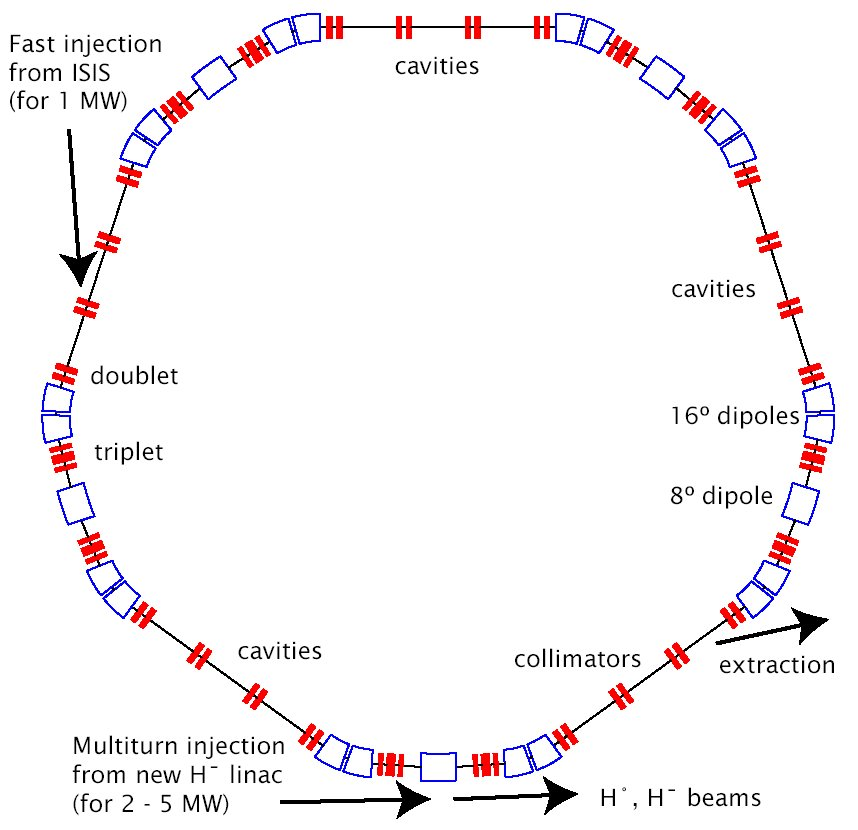 Fast injection
from ISIS
(for 1 MW)
cavities
cavities
doublet
16º dipoles
triplet
8º dipole
cavities
collimators
extraction
Multiturn injection
from new H⁻ linac
(for 2 - 5 MW)
H°, H⁻ beams